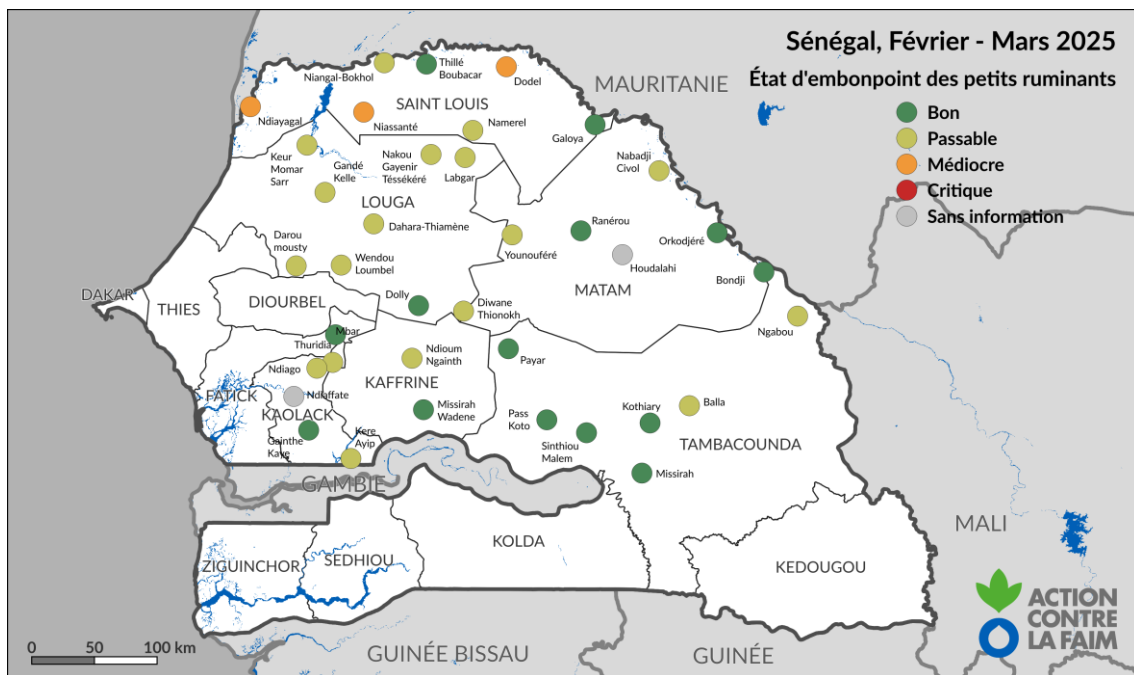 Sénégal, Février - Mars 2025
État d'embonpoint des petits ruminants
Bon
Passable
Médiocre
Critique
Sans information
MAURITANIE
Niangal-Bokhol
Thillé
Boubacar
Dodel
SAINT LOUIS
Ndiayagal
Niassanté
Namerel
Galoya
Keur
Momar
Sarr
Gandé
Kelle
Nakou
Gayenir
Téssékéré
Labgar
Nabadji
Civol
LOUGA
Dahara-Thiamène
Ranérou
Orkodjéré
Darou
mousty
Wendou
Loumbel
Younouféré
Houdalahi
Bondji
MATAM
DAKAR
THIES
DIOURBEL
Dolly
Diwane
Thionokh
Ngabou
Mbar
Thuridia
Ndiago
Ndioum
Ngainth
Payar
KAFFRINE
FATICK
Ndiaffate
KAOLACK
Missirah
Wadene
Pass
Koto
Kothiary
Balla
Gainthe
Kaye
Kere
Ayip
Sinthiou
Malem
TAMBACOUNDA
Missirah
GAMBIE
MALI
KOLDA
ZIGUINCHOR
SEDHIOU
KEDOUGOU
ACTION
CONTRE
LA FAIM
0
50
100 km
GUINÉE BISSAU
GUINÉE